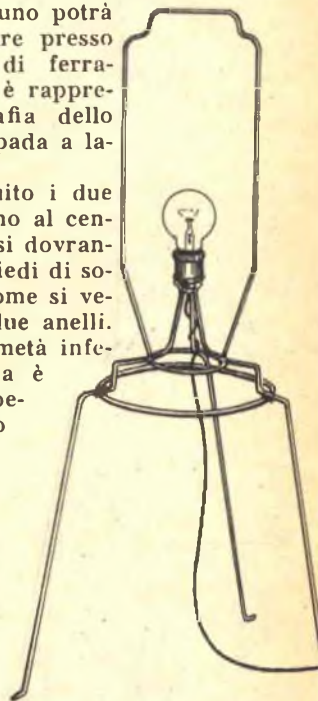 uno potrà
re presso
di ferra-
è rappre-
afia dello
pada a la-
uito i due
no al cen-
si dovran-
iedi di so-
ome si ve-
lue anelli.
metà infe-
a è
pe-
o